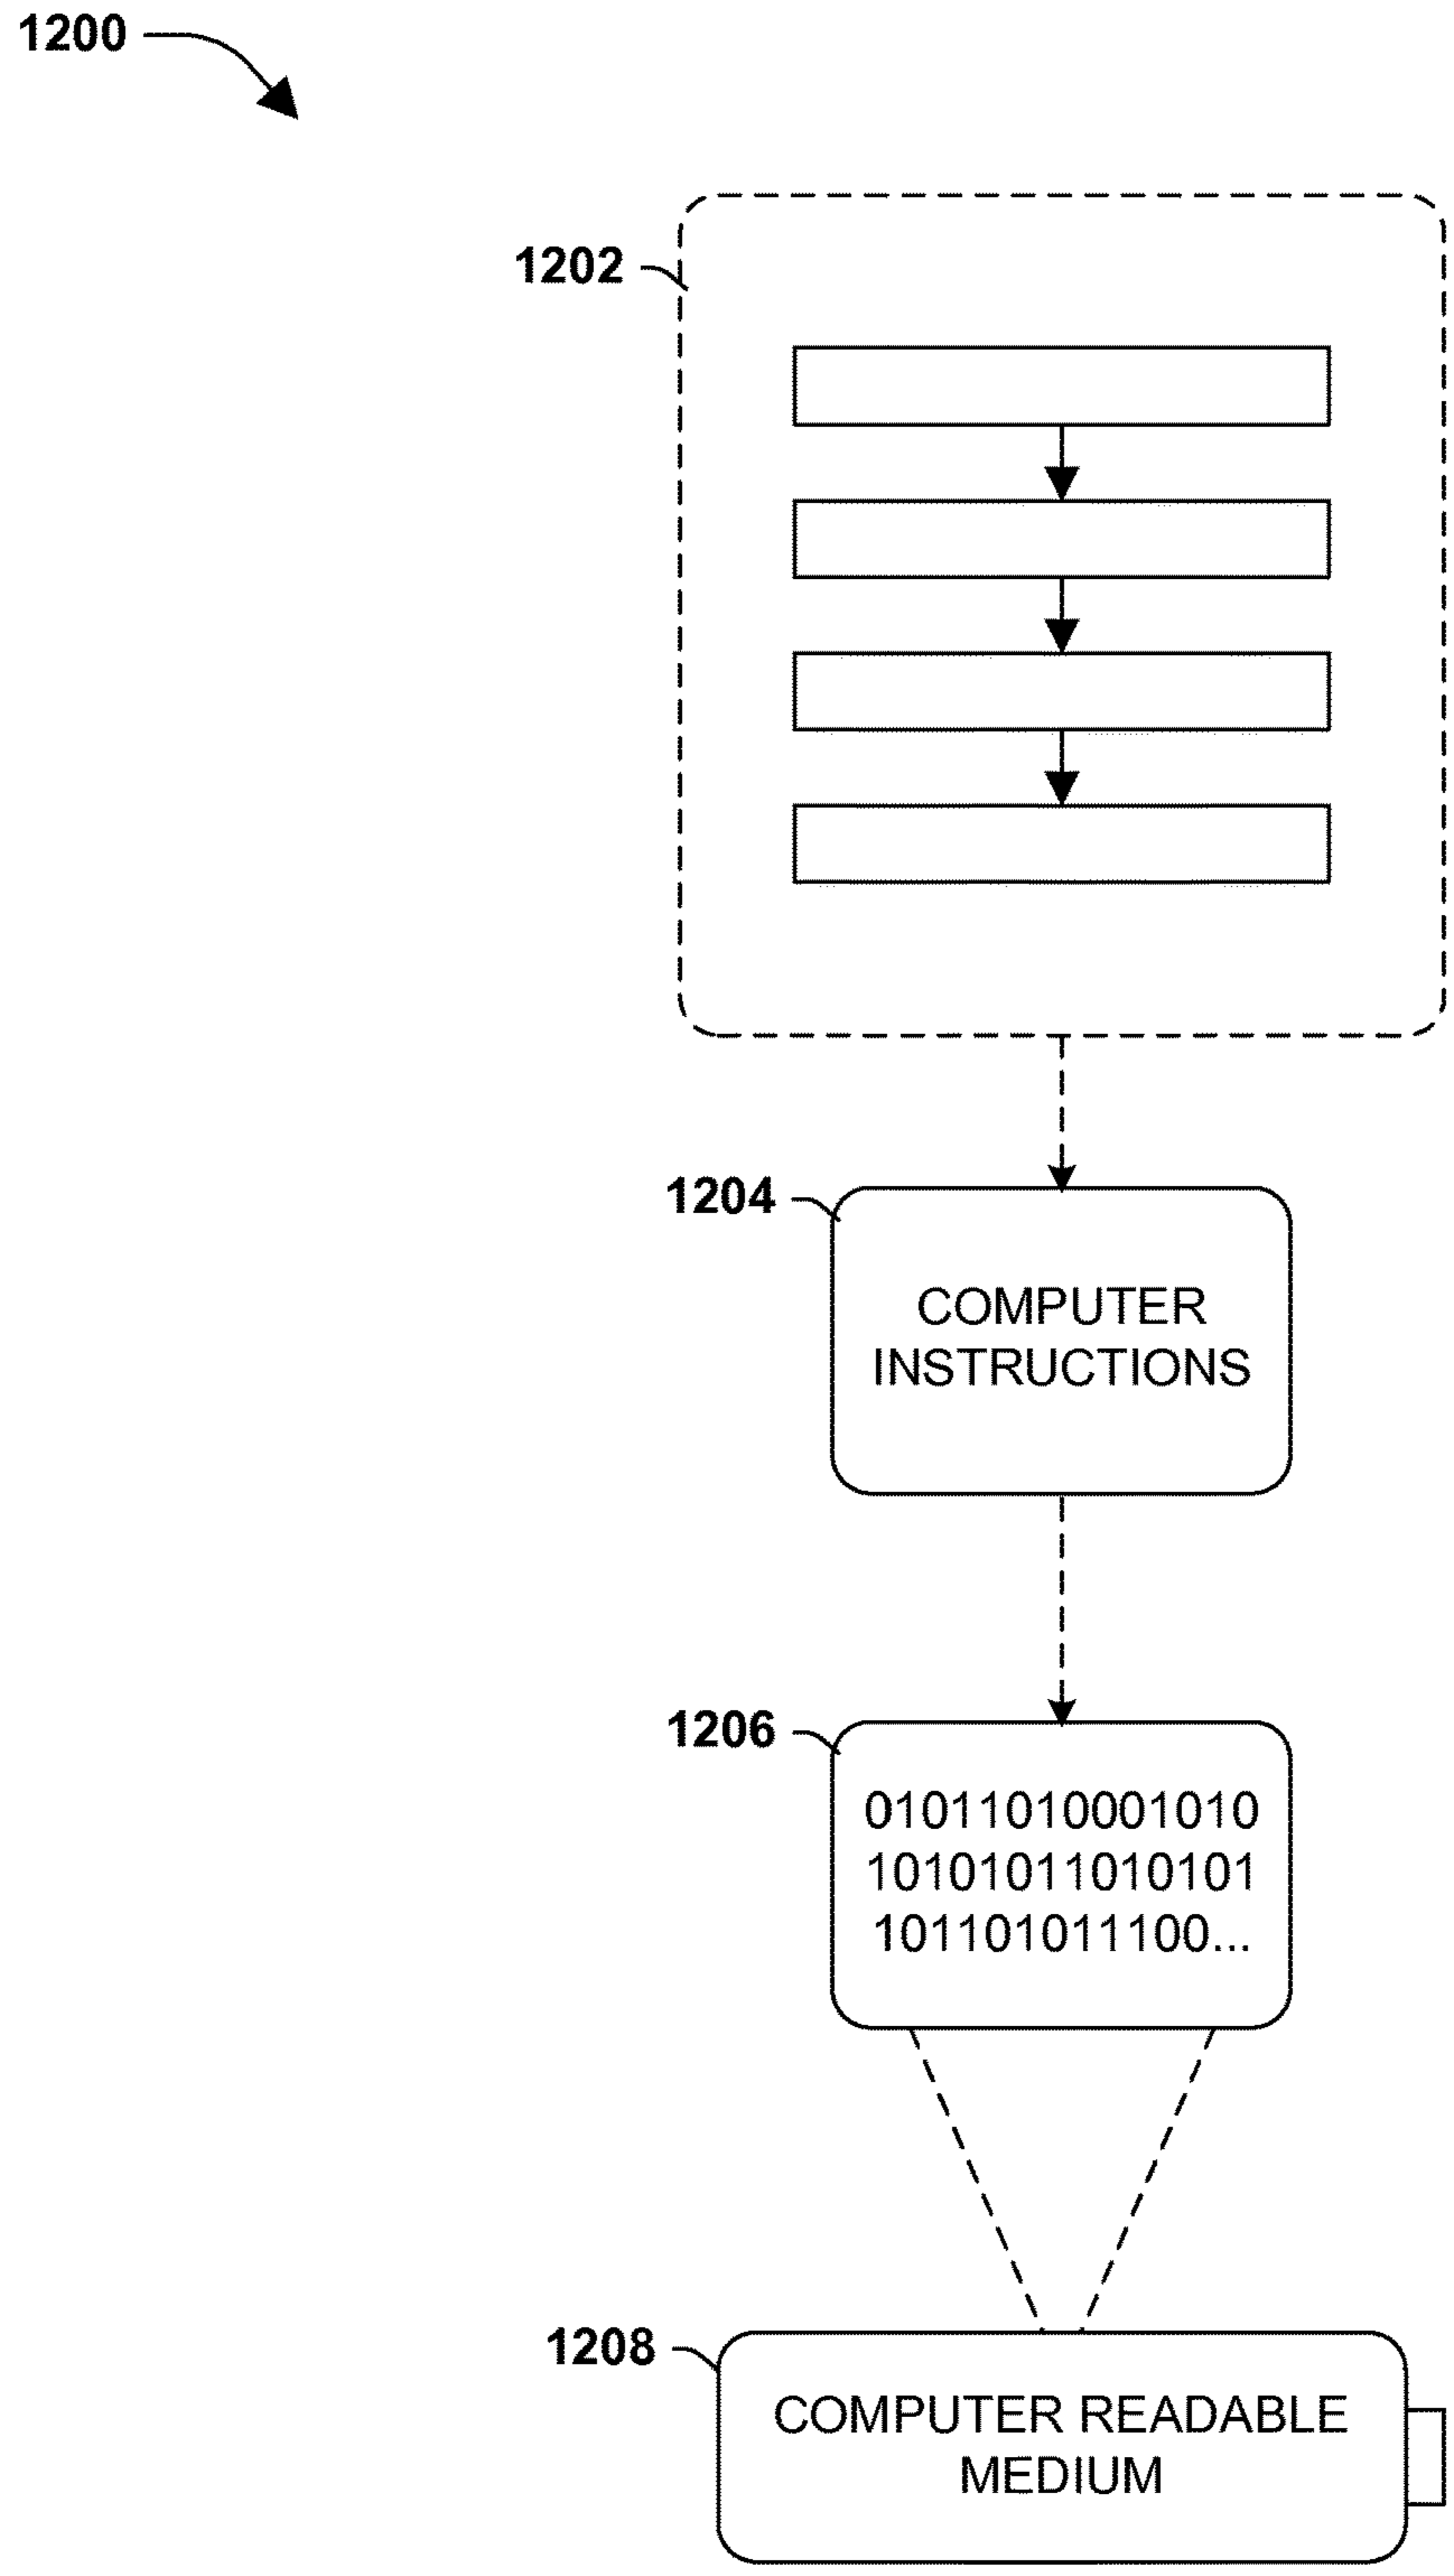 1200
1202
1204
COMPUTER
INSTRUCTIONS
1206
01011010001010
10101011010101
101101011100...
1208
COMPUTER READABLE
MEDIUM